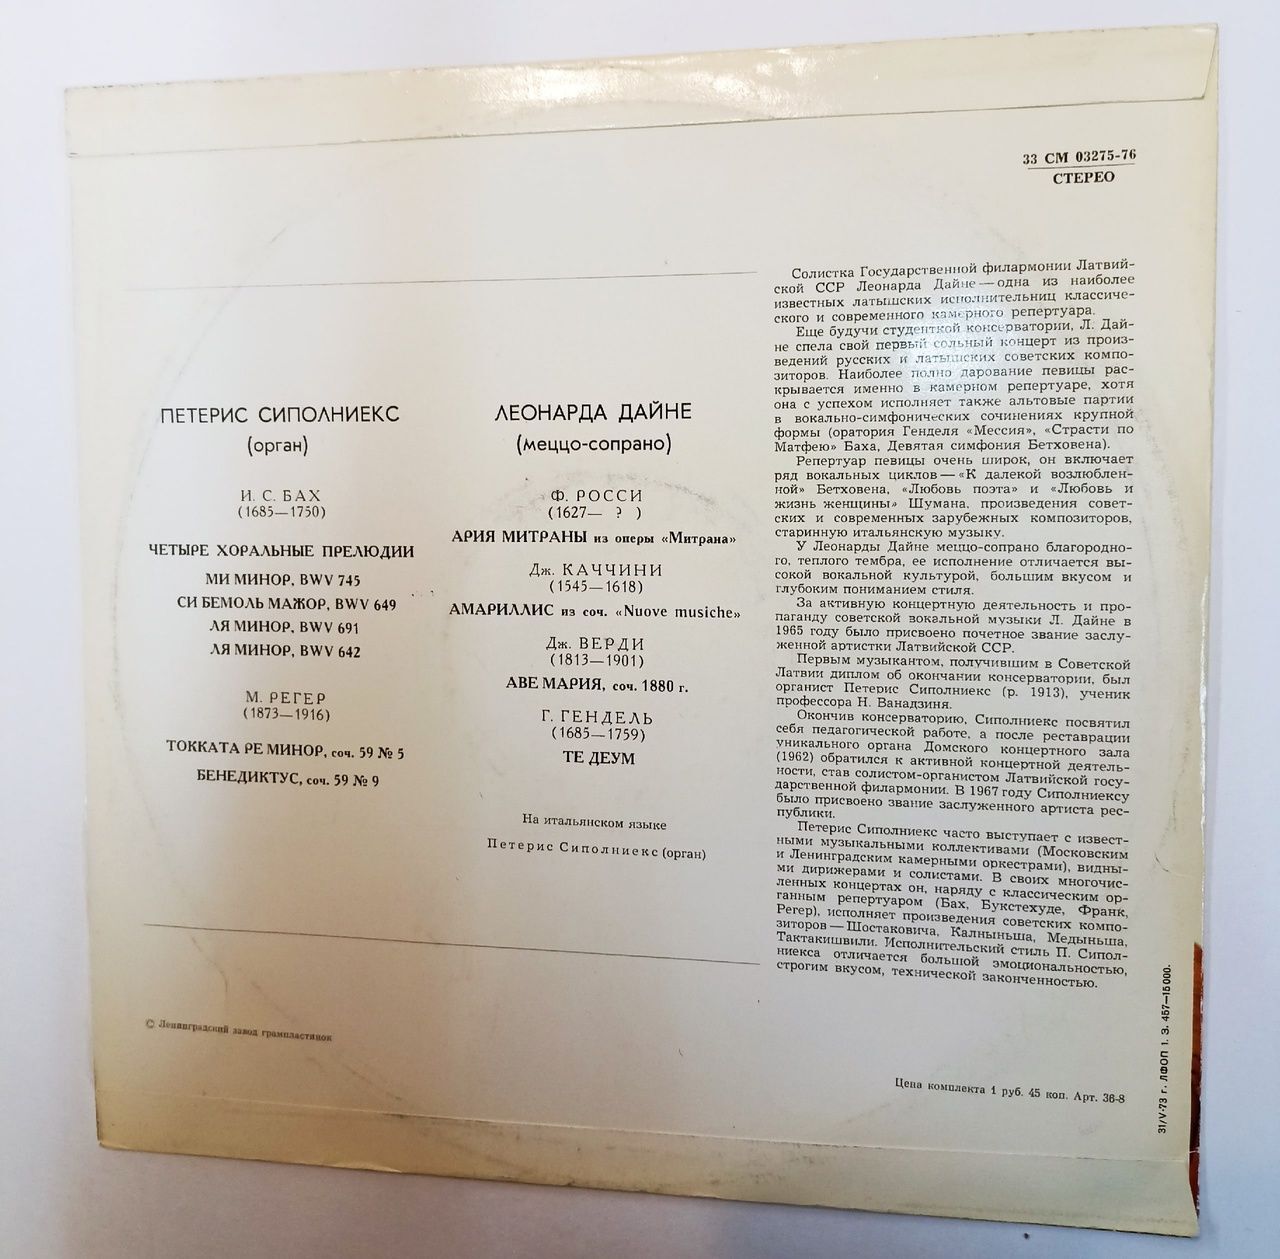 33 СМ 03275-76
СТЕРЕО
ПЕТЕРИС СИПОЛНИЕКС
(орган)
И. С. БАХ
(1685—1750)
ЧЕТЫРЕ ХОРАЛЬНЫЕ ПРЕЛЮДИИ
МИ МИНОР, BWV 745
СИ БЕМОЛЬ МАЖОР, BWV 649
ЛЯ МИНОР, BWV 691
ЛЯ МИНОР, BWV 642
М. РЕГЕР
(1873—1916)
ТОККАТА РЕ МИНОР, соч. 59 № 5
БЕНЕДИКТУС, соч. 59 № 9
ЛЕОНАРДА ДАЙНЕ
(меццо-сопрано)
Ф. РОССИ
(1627— ? )
АРИЯ МИТРАНЫ из оперы «Митрана»
Дж. КАЧЧИНИ
(1545—1618)
АМАРИЛЛИС из соч. «Nuove musiche»
Дж. ВЕРДИ
(1813—1901)
АВЕ МАРИЯ, соч. 1880 г.
Г. ГЕНДЕЛЬ
(1685—1759)
ТЕ ДЕУМ
На итальянском языке
Петерис Сиполниекс (орган)
Солистка Государственной филармонии Латвий-
ской ССР Леонарда Дайне — одна из наиболее
известных латышских исполнительниц классиче-
ского и современного камерного репертуара.
Еще будучи студенткой консерватории, Л. Дай-
не спела свой первый сольный концерт из произ-
ведений русских и латышских советских компо-
зиторов. Наиболее полно дарование певицы рас-
крывается именно в камерном репертуаре, хотя
она с успехом исполняет также альтовые партии
в вокально-симфонических сочинениях крупной
формы (оратория Генделя «Мессия», «Страсти по
Матфею» Баха, Девятая симфония Бетховена).
Репертуар певицы очень широк, он включает
ряд вокальных циклов — «К далекой возлюблен-
ной» Бетховена, «Любовь поэта» и «Любовь и
жизнь женщины» Шумана, произведения совет-
ских и современных зарубежных композиторов,
старинную итальянскую музыку.
У Леонарды Дайне меццо-сопрано благородно-
го, теплого тембра, ее исполнение отличается вы-
сокой вокальной культурой, большим вкусом и
глубоким пониманием стиля.
За активную концертную деятельность и про-
паганду советской вокальной музыки Л. Дайне в
1965 году было присвоено почетное звание заслу-
женной артистки Латвийской ССР.
Первым музыкантом, получившим в Советской
Латвии диплом об окончании консерватории, был
органист Петерис Сиполниекс (р. 1913), ученик
профессора Н. Ванадзиня.
Окончив консерваторию, Сиполниекс посвятил
себя педагогической работе, а после реставрации
уникального органа Домского концертного зала
(1962) обратился к активной концертной деятель-
ности, став солистом-органистом Латвийской госу-
дарственной филармонии. В 1967 году Сиполниексу
было присвоено звание заслуженного артиста рес-
публики.
Петерис Сиполниекс часто выступает с извест-
ными музыкальными коллективами (Московским
и Ленинградским камерными оркестрами), видны-
ми дирижерами и солистами. В своих многочис-
ленных концертах он, наряду с классическим ор-
ганным репертуаром (Бах, Букстехуде, Франк,
Регер), исполняет произведения советских компо-
зиторов — Шостаковича, Калныньша, Медыньша,
Тактакишвили. Исполнительский стиль П. Сипол-
ниекса отличается большой эмоциональностью,
строгим вкусом, технической законченностью.
© Ленинградский завод грампластинок
Цена комплекта 1 руб. 45 коп. Арт. 36-8
31/V-73 г. ЛФОП 1. З. 457—15000.